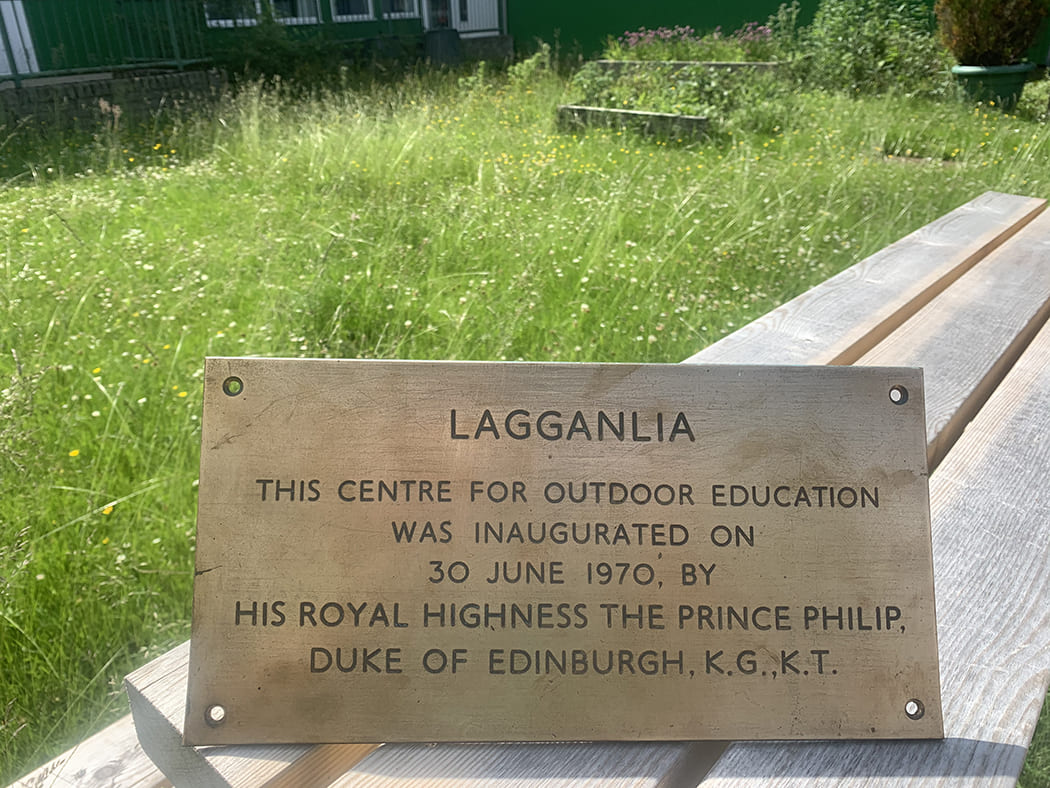 LAGGANLIA
THIS CENTRE FOR OUTDOOR EDUCATION
WAS INAUGURATED ON
30 JUNE 1970, BY
HIS ROYAL HIGHNESS THE PRINCE PHILIP,
DUKE OF EDINBURGH, K.G., K.T.